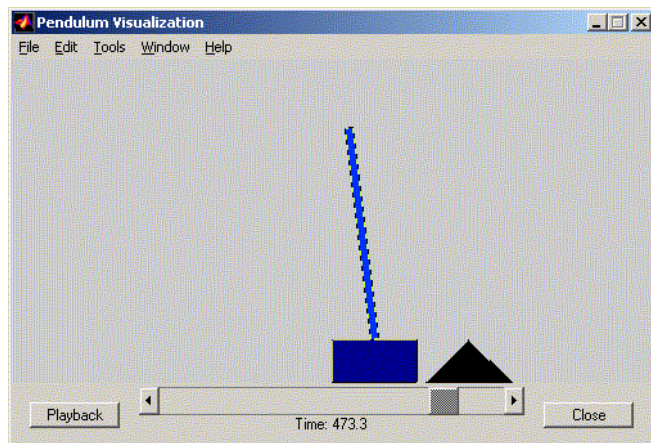 Pendulum Visualization
File Edit Tools Window Help
Playback
Time: 473.3
Close